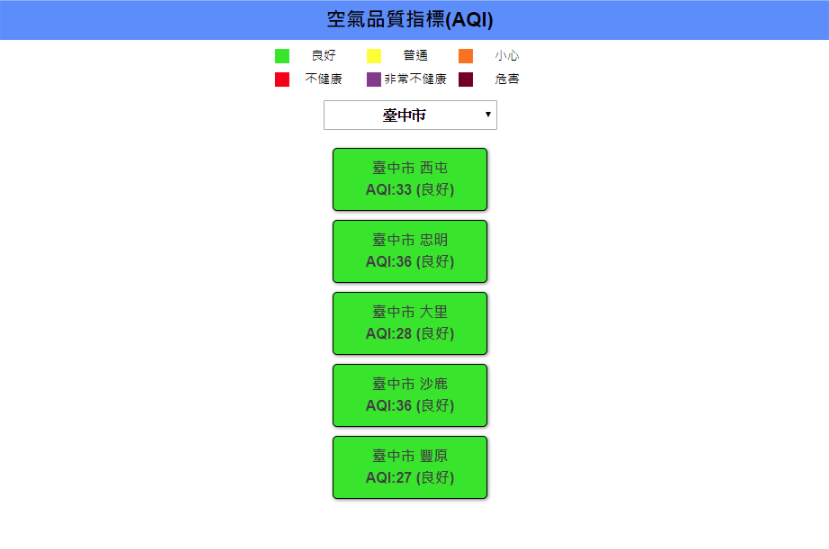 空氣品質指標(AQI)
良好 普通 小心
不健康 非常不健康 危害
臺中市
臺中市 西屯
AQI:33 (良好)
臺中市 忠明
AQI:36 (良好)
臺中市 大里
AQI:28 (良好)
臺中市 沙鹿
AQI:36 (良好)
臺中市 豐原
AQI:27 (良好)